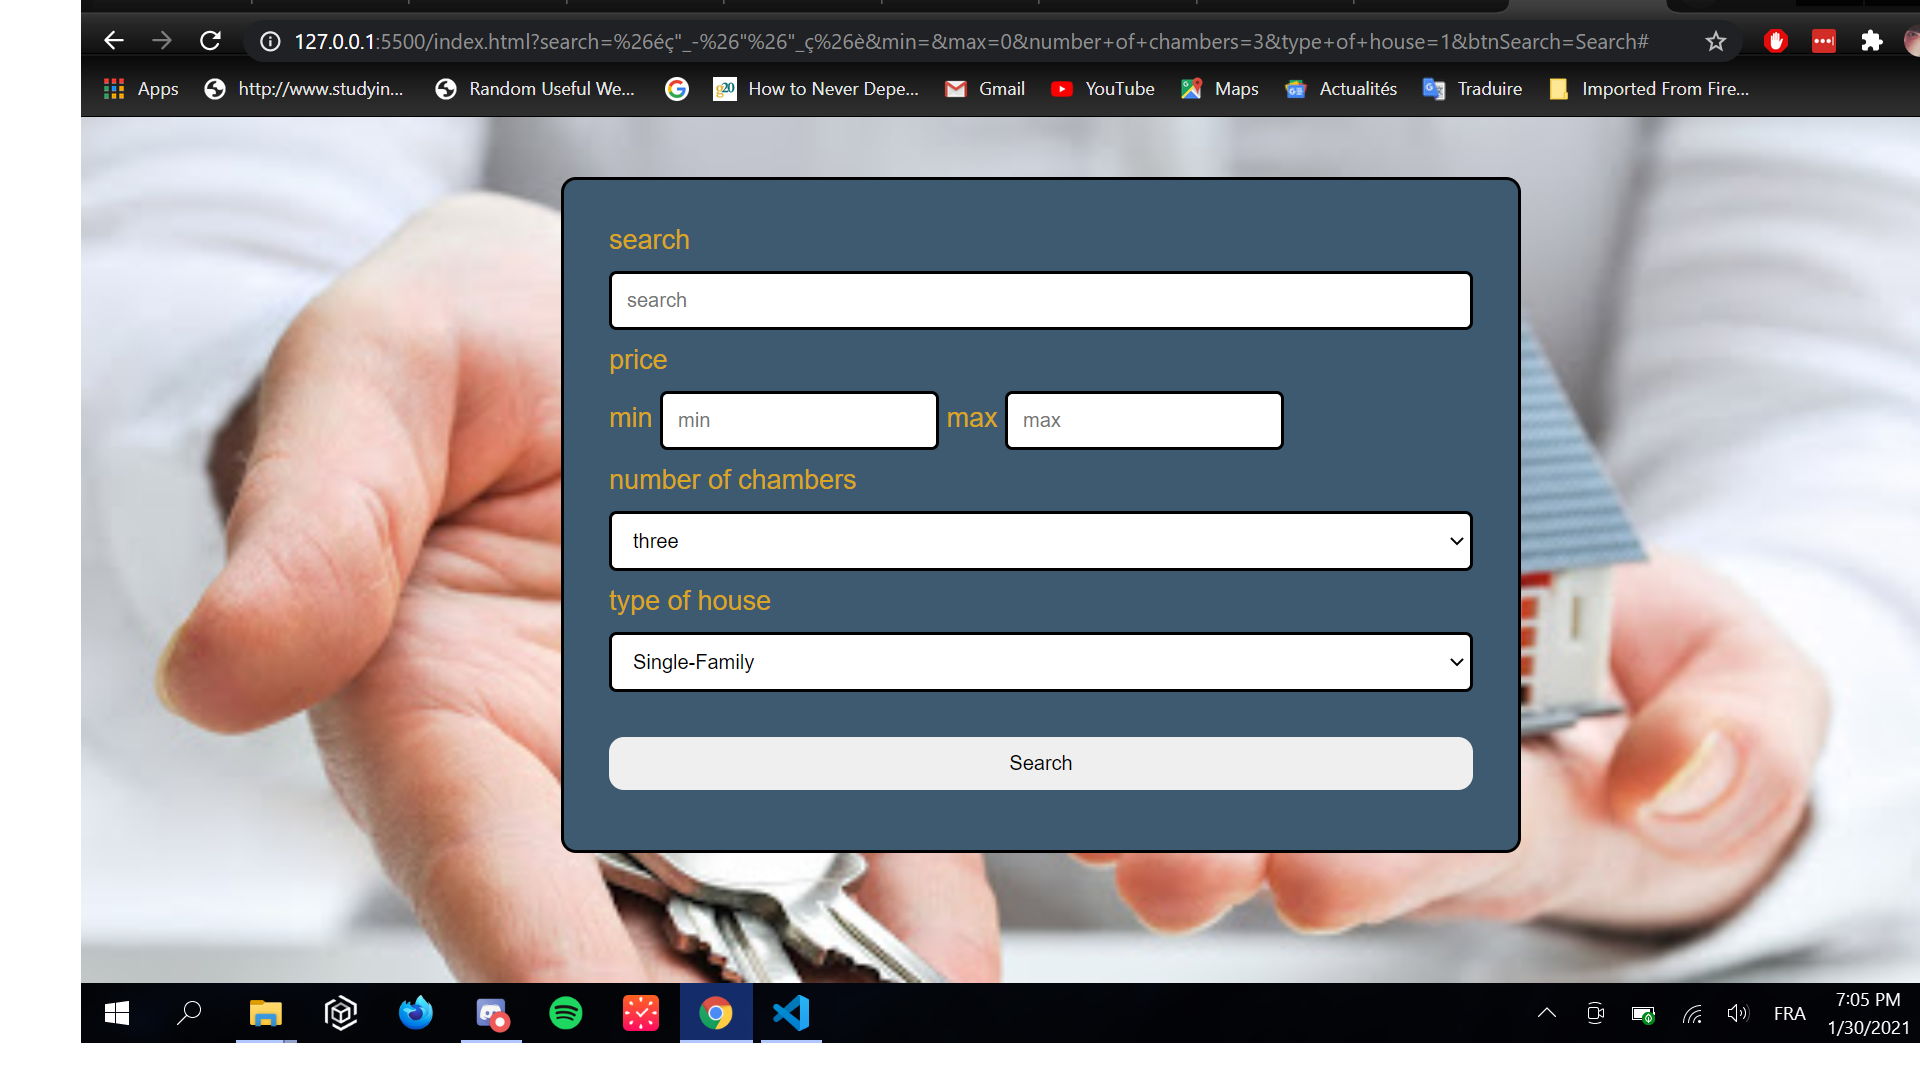 127.0.0.1:5500/index.html?search=%26éç"_-%26"%26"_ç%26è&min=&max=0&number+of+chambers=3&type+of+house=1&btnSearch=Search#
Apps http://www.studyin... Random Useful We... g20 How to Never Depe... Gmail YouTube Maps Actualités Traduire Imported From Fire...
search
search
price
min min max max
number of chambers
three
type of house
Single-Family
Search
FRA 7:05 PM
1/30/2021